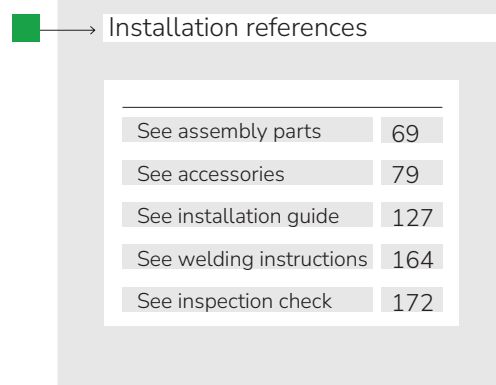 Installation references
See assembly parts 69
See accessories 79
See installation guide 127
See welding instructions 164
See inspection check 172